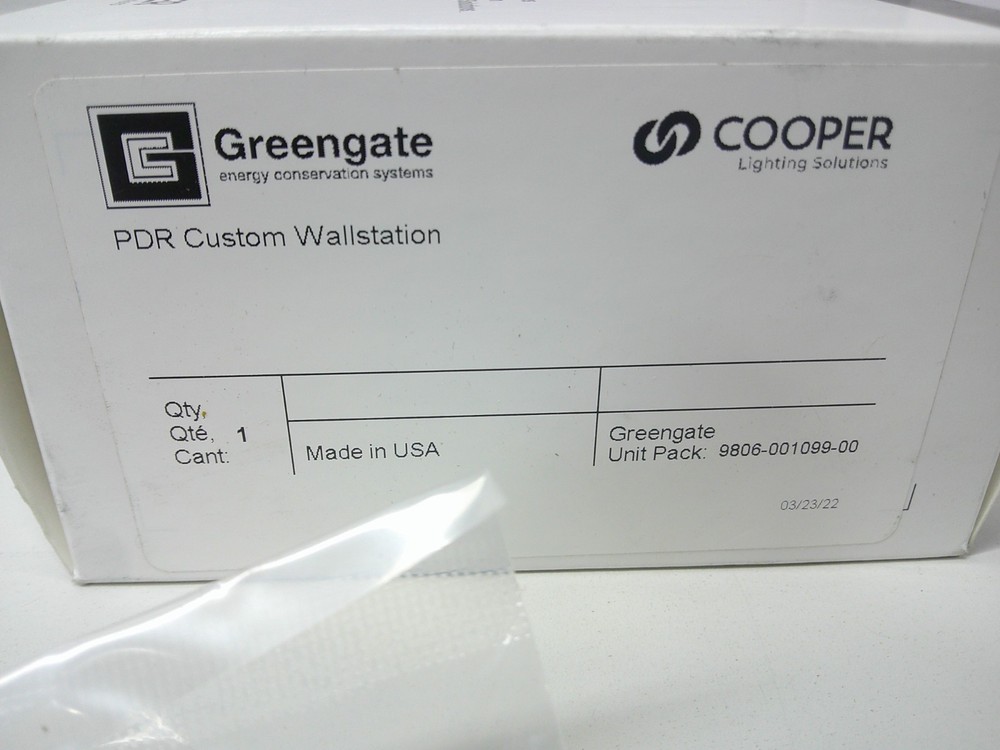 Greengate
energy conservation systems
COOPER
Lighting Solutions
PDR Custom Wallstation
Qty.
Qté, 1
Cant:
Made in USA
Greengate
Unit Pack: 9806-001099-00
03/23/22